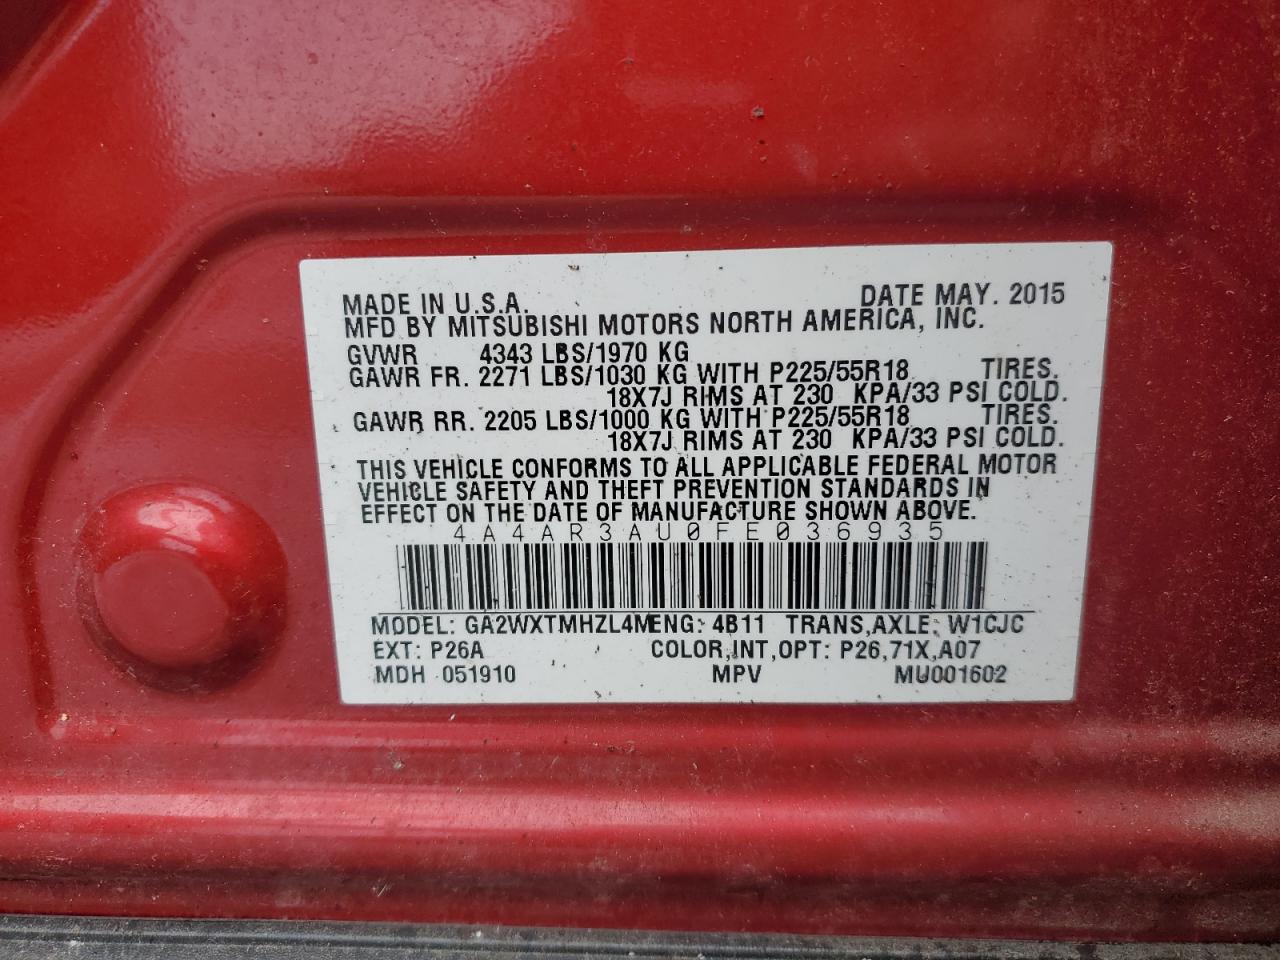 MADE IN U.S.A. DATE MAY. 2015
MFD BY MITSUBISHI MOTORS NORTH AMERICA, INC.
GVWR 4343 LBS/1970 KG
GAWR FR. 2271 LBS/1030 KG WITH P225/55R18 TIRES.
18X7J RIMS AT 230 KPA/33 PSI COLD.
GAWR RR. 2205 LBS/1000 KG WITH P225/55R18 TIRES.
18X7J RIMS AT 230 KPA/33 PSI COLD.
THIS VEHICLE CONFORMS TO ALL APPLICABLE FEDERAL MOTOR
VEHICLE SAFETY AND THEFT PREVENTION STANDARDS IN
EFFECT ON THE DATE OF MANUFACTURE SHOWN ABOVE.
4A4AR3AU0FE036935
MODEL: GA2WXTMHZL4M ENG: 4B11 TRANS,AXLE: W1CJC
EXT: P26A COLOR,INT,OPT: P26,71X,A07
MDH 051910 MPV MU001602